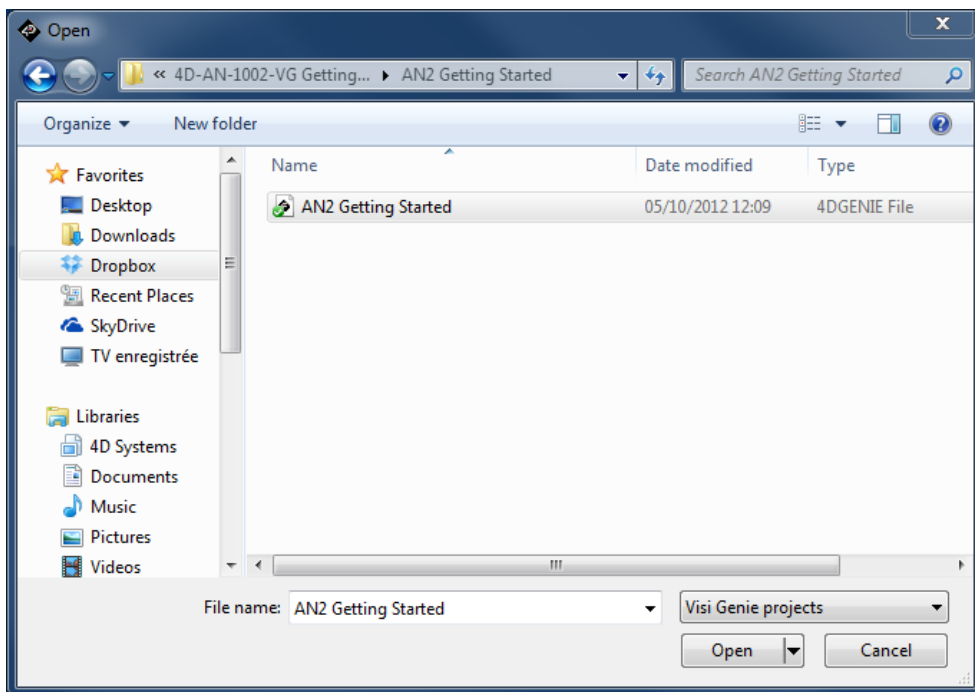 Open
« 4D-AN-1002-VG Getting... AN2 Getting Started Search AN2 Getting Started
Organize New folder
Name Date modified Type
AN2 Getting Started 05/10/2012 12:09 4DGENIE File
Favorites
Desktop
Downloads
Dropbox
Recent Places
SkyDrive
TV enregistrée
Libraries
4D Systems
Documents
Music
Pictures
Videos
File name: AN2 Getting Started Visi Genie projects
Open Cancel